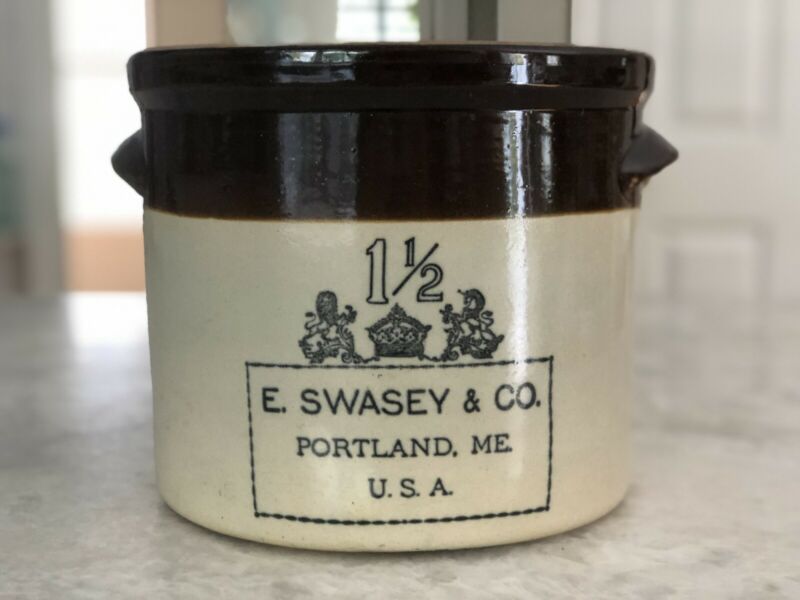 1½
E. SWASEY & CO.
PORTLAND, ME.
U. S. A.